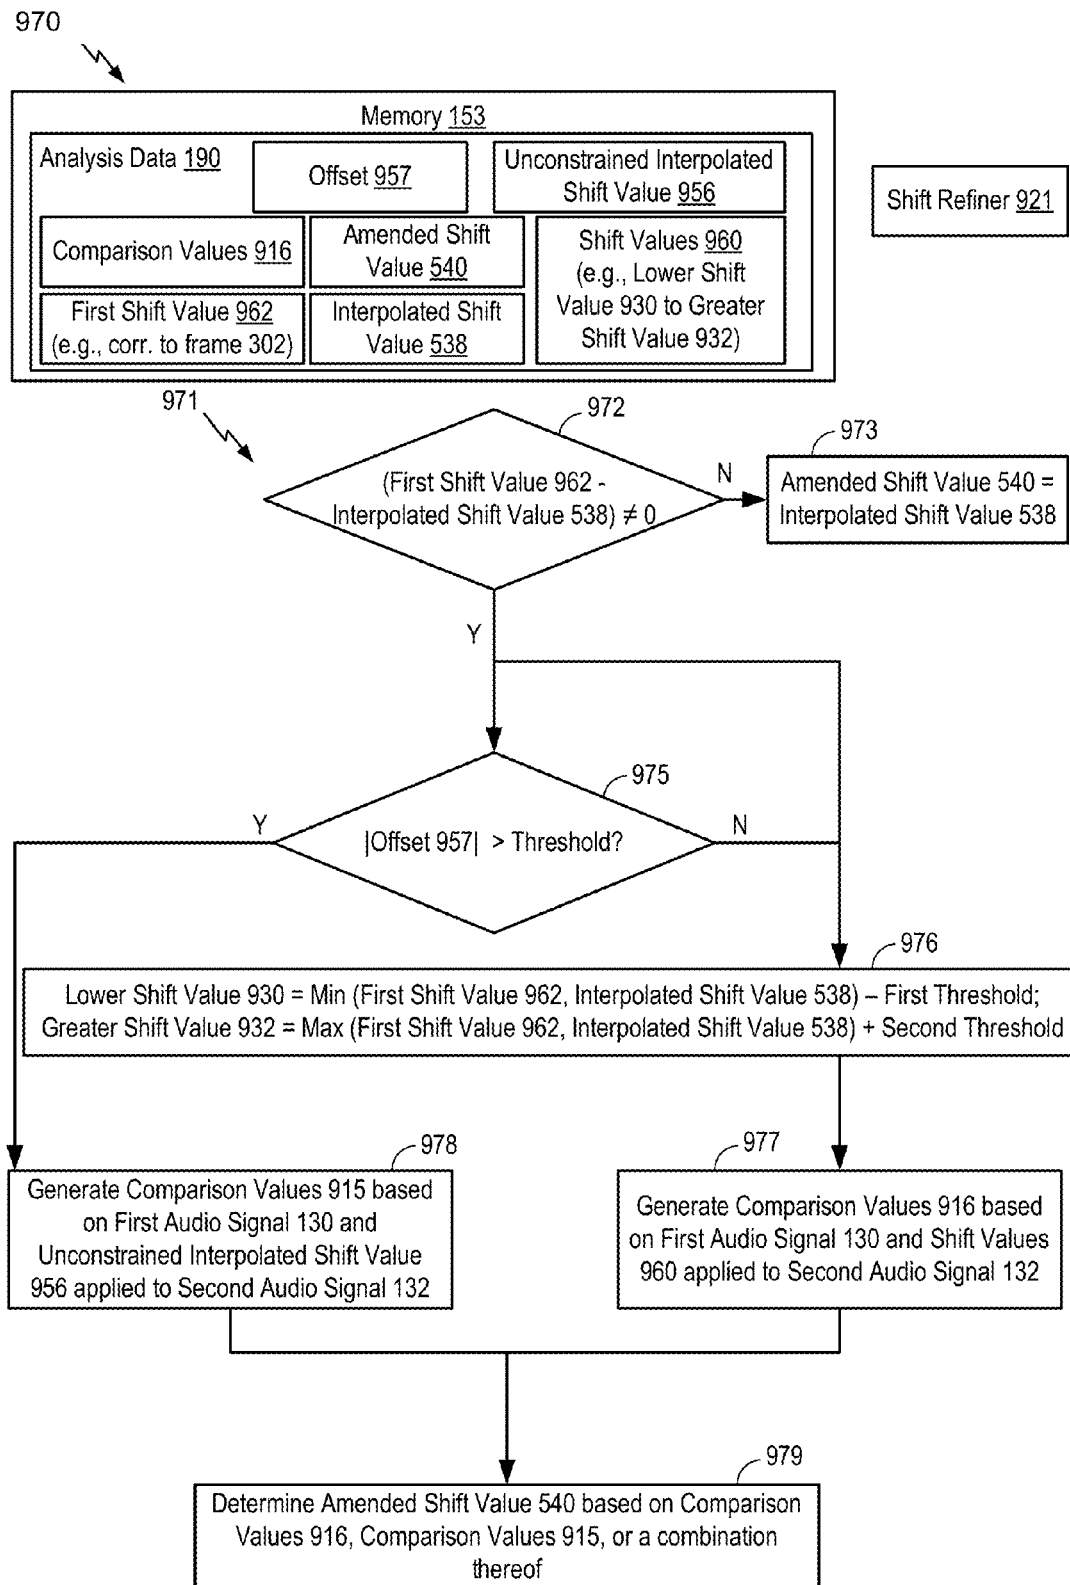 970
Memory 153
Analysis Data 190
Offset 957
Unconstrained Interpolated
Shift Value 956
Comparison Values 916
Amended Shift
Value 540
Shift Values 960
(e.g., Lower Shift
Value 930 to Greater
Shift Value 932)
First Shift Value 962
(e.g., corr. to frame 302)
Interpolated Shift
Value 538
Shift Refiner 921
971
972
(First Shift Value 962 -
Interpolated Shift Value 538) ≠ 0
N
973
Amended Shift Value 540 =
Interpolated Shift Value 538
Y
975
|Offset 957| > Threshold?
Y
N
976
Lower Shift Value 930 = Min (First Shift Value 962, Interpolated Shift Value 538) – First Threshold;
Greater Shift Value 932 = Max (First Shift Value 962, Interpolated Shift Value 538) + Second Threshold
978
Generate Comparison Values 915 based
on First Audio Signal 130 and
Unconstrained Interpolated Shift Value
956 applied to Second Audio Signal 132
977
Generate Comparison Values 916 based
on First Audio Signal 130 and Shift Values
960 applied to Second Audio Signal 132
979
Determine Amended Shift Value 540 based on Comparison
Values 916, Comparison Values 915, or a combination
thereof